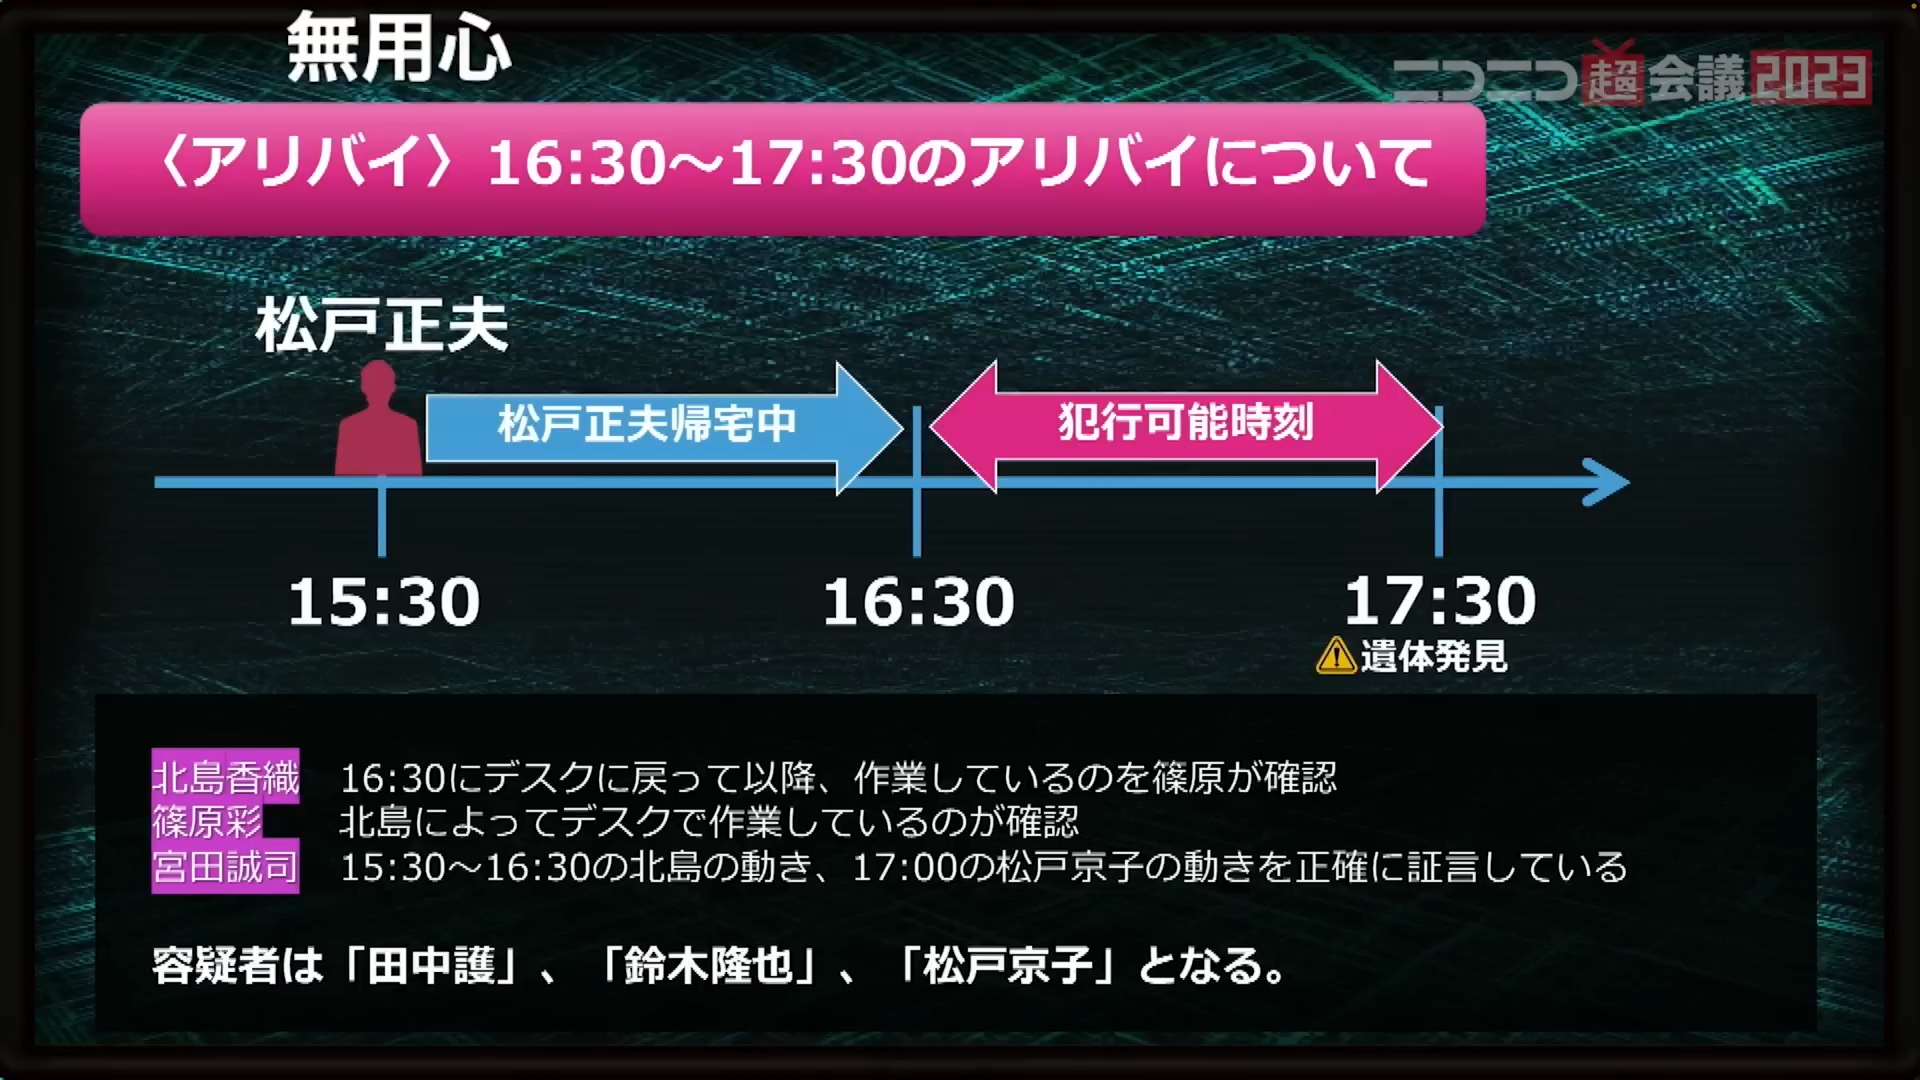 無用心
ニコニコ超会議2023
〈アリバイ〉16:30～17:30のアリバイについて
松戸正夫
松戸正夫帰宅中
犯行可能時刻
15:30
16:30
17:30
遺体発見
北島香織 16:30にデスクに戻って以降、作業しているのを篠原が確認
篠原彩 北島によってデスクで作業しているのが確認
宮田誠司 15:30～16:30の北島の動き、17:00の松戸京子の動きを正確に証言している
容疑者は「田中護」、「鈴木隆也」、「松戸京子」となる。